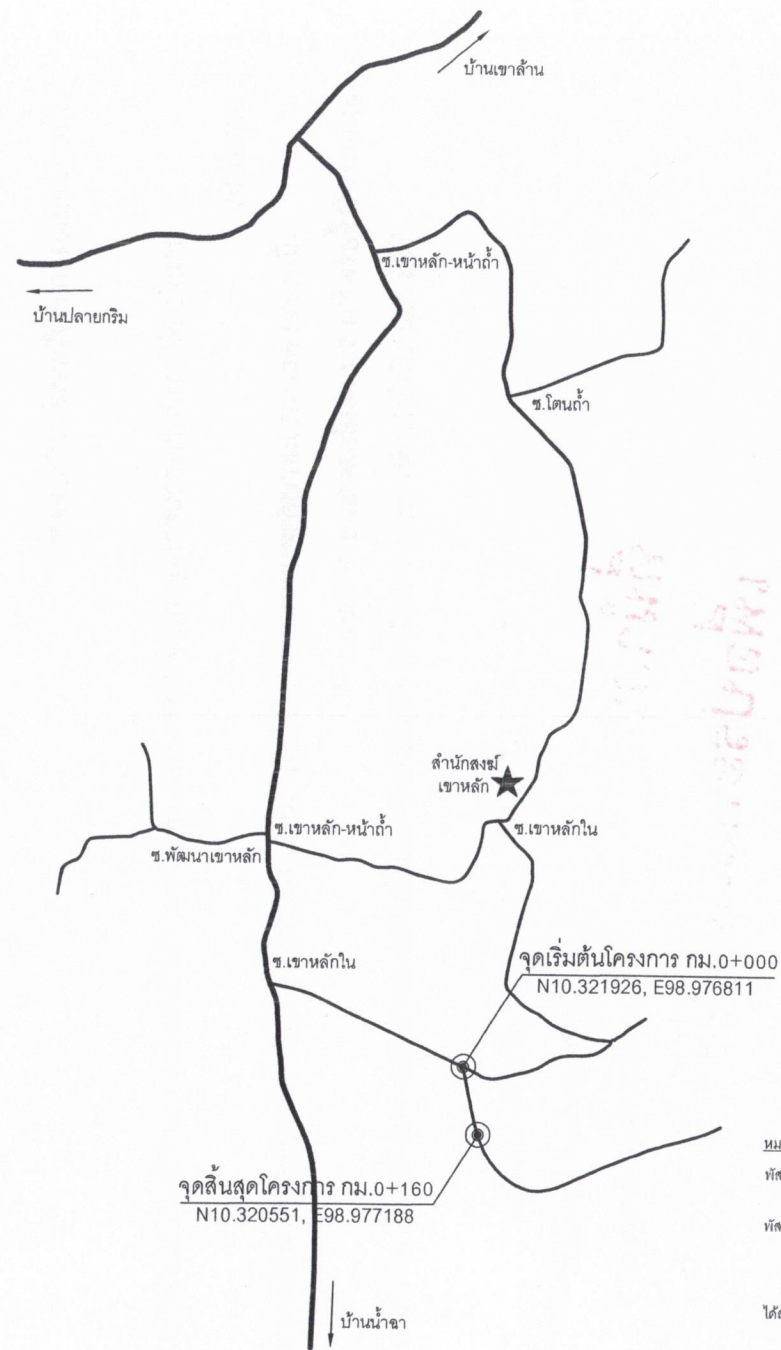 บ้านเขาล้าน
ซ.เขาหลัก-หน้าถ้ำ
บ้านปลายกริม
ซ.โตนถ้ำ
สำนักสงฆ์
เขาหลัก
ซ.เขาหลัก-หน้าถ้ำ
ซ.เขาหลักใน
ซ.พัฒนาเขาหลัก
ซ.เขาหลักใน
จุดเริ่มต้นโครงการ กม.0+000
N10.321926, E98.976811
จุดสิ้นสุดโครงการ กม.0+160
N10.320551, E98.977188
บ้านน้ำฉา